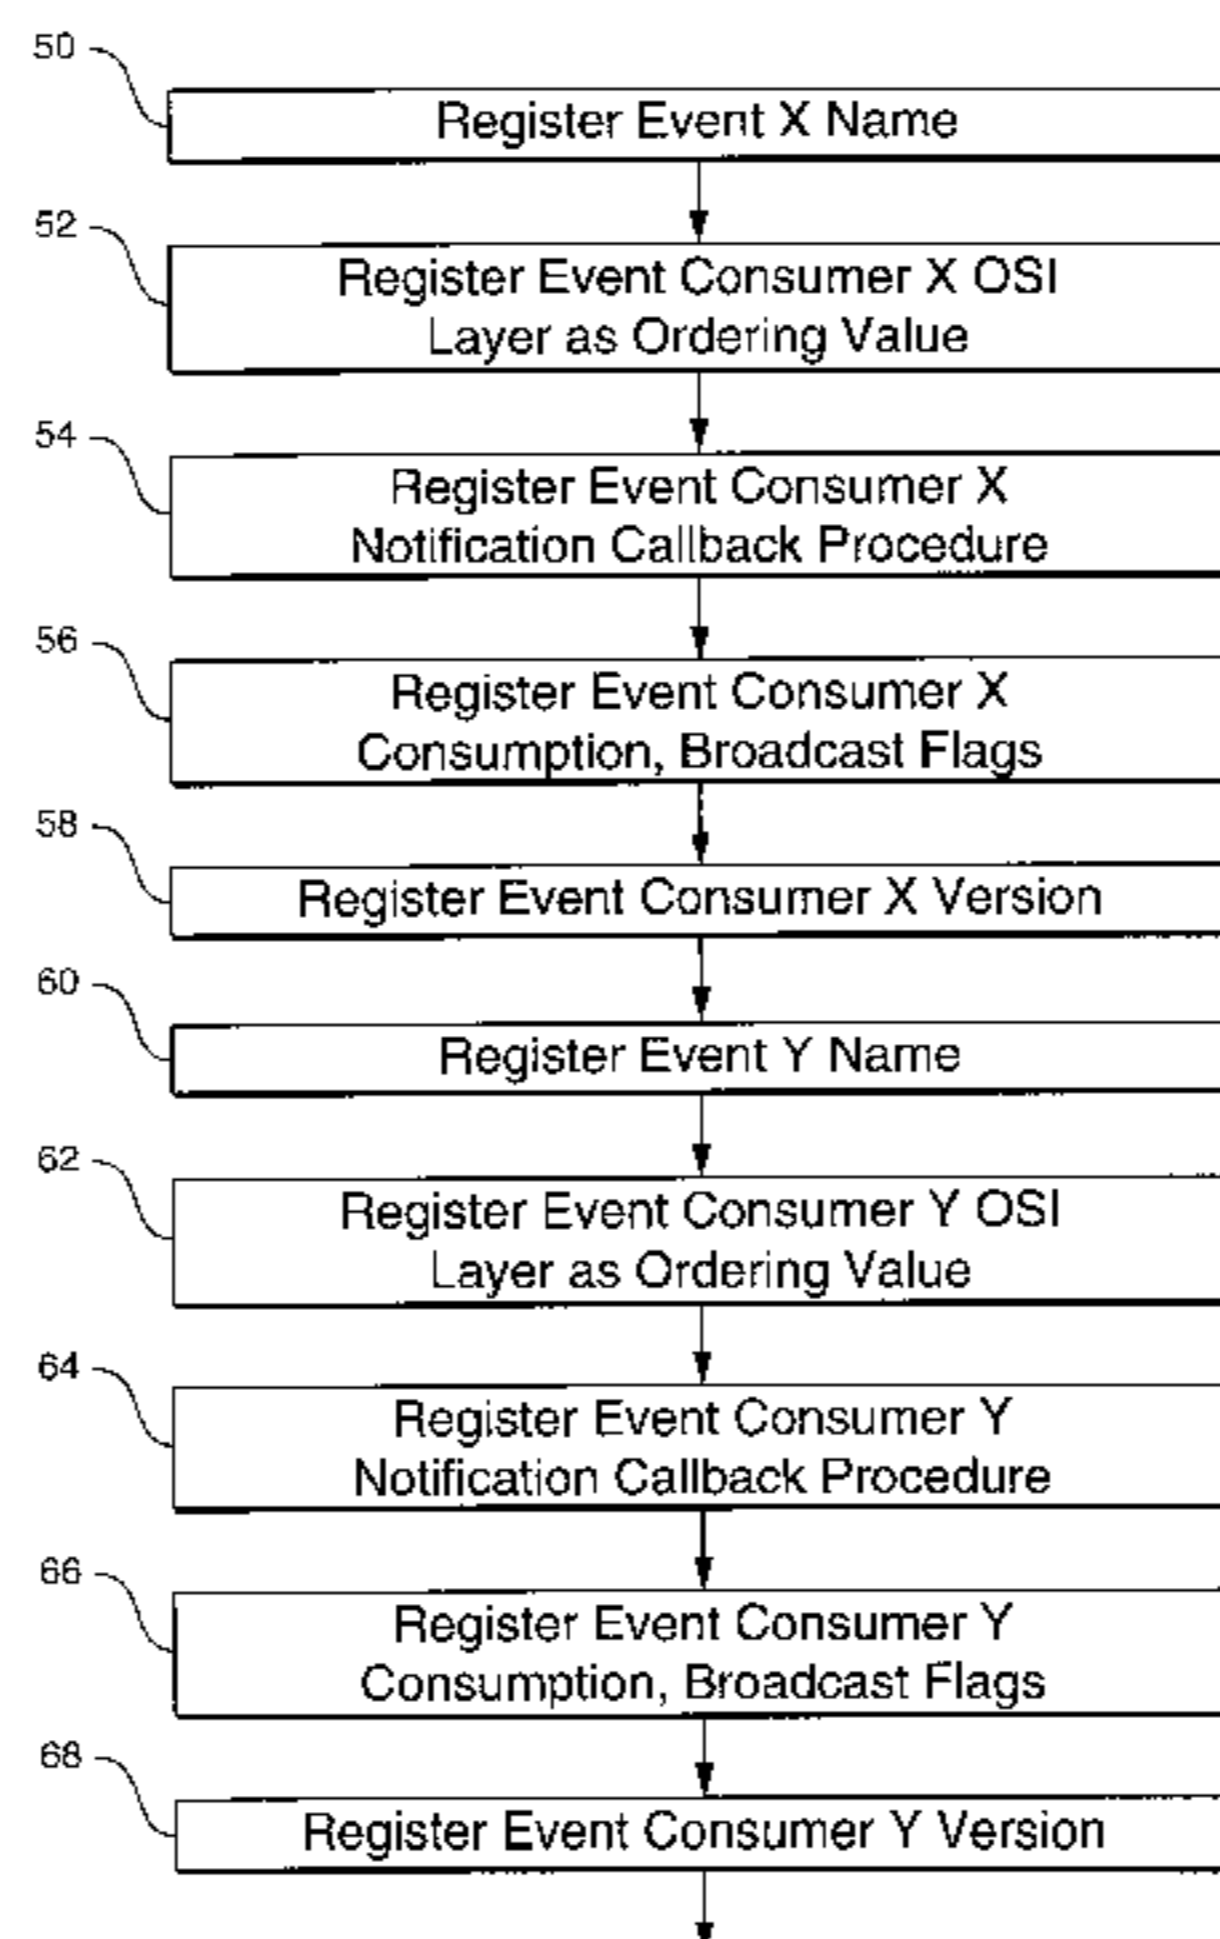 50
Register Event X Name
52
Register Event Consumer X OSI
Layer as Ordering Value
54
Register Event Consumer X
Notification Callback Procedure
56
Register Event Consumer X
Consumption, Broadcast Flags
58
Register Event Consumer X Version
60
Register Event Y Name
62
Register Event Consumer Y OSI
Layer as Ordering Value
64
Register Event Consumer Y
Notification Callback Procedure
66
Register Event Consumer Y
Consumption, Broadcast Flags
68
Register Event Consumer Y Version